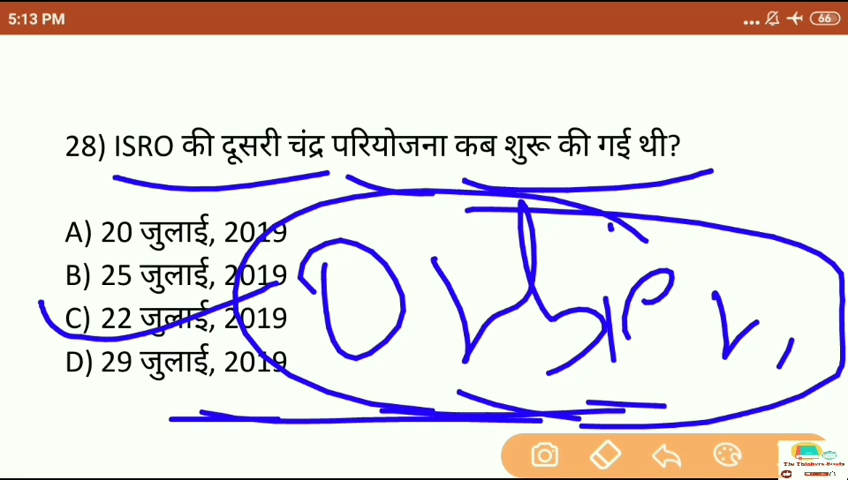 5:13 PM
66
28) ISRO की दूसरी चंद्र परियोजना कब शुरू की गई थी?
A) 20 जुलाई, 2019
B) 25 जुलाई, 2019
C) 22 जुलाई, 2019
D) 29 जुलाई, 2019